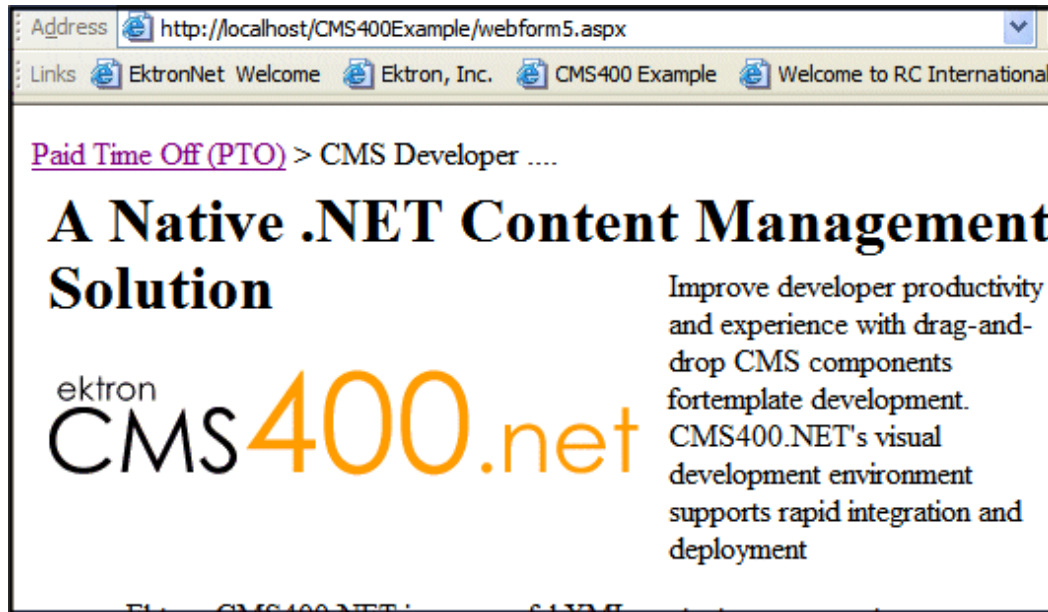 Address http://localhost/CMS400Example/webform5.aspx
Links EktronNet Welcome Ektron, Inc. CMS400 Example Welcome to RC International
Paid Time Off (PTO) > CMS Developer ....
A Native .NET Content Management
Solution
Improve developer productivity
and experience with drag-and-
drop CMS components
fortemplate development.
CMS400.NET's visual
development environment
supports rapid integration and
deployment
ektron
CMS400.net